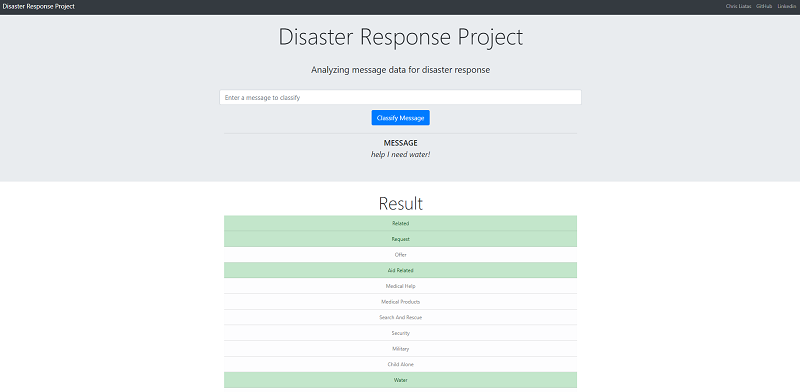 Disaster Response Project
Chris Liatas GitHub Linkedin
Disaster Response Project
Analyzing message data for disaster response
Enter a message to classify
Classify Message
MESSAGE
help I need water!
Result
Related
Request
Offer
Aid Related
Medical Help
Medical Products
Search And Rescue
Security
Military
Child Alone
Water